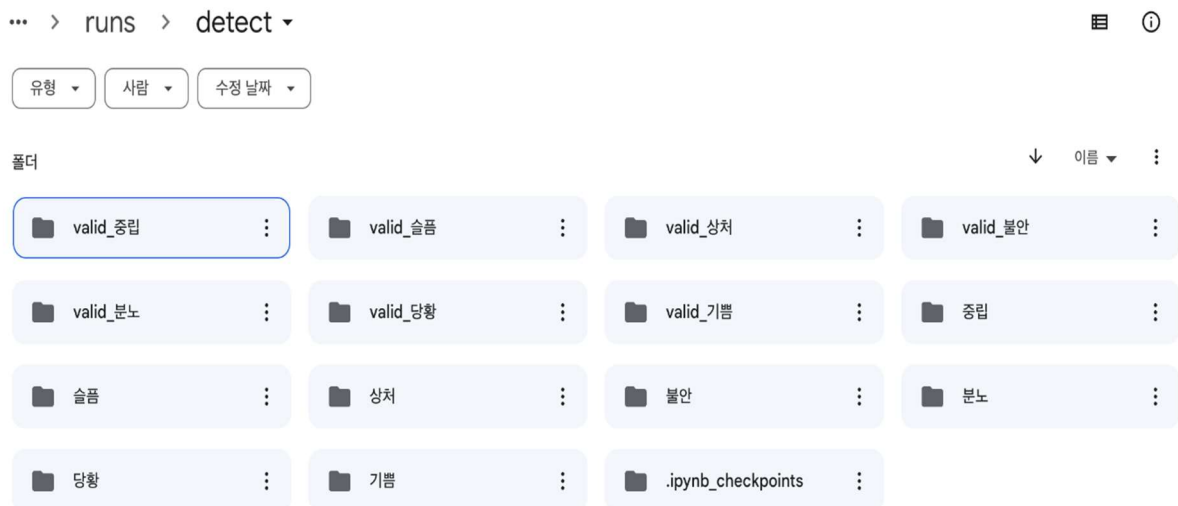 runs > detect
유형 사람 수정 날짜
폴더 이름
valid_중립 valid_슬픔 valid_상처 valid_불안
valid_분노 valid_당황 valid_기쁨 중립
슬픔 상처 불안 분노
당황 기쁨 .ipynb_checkpoints